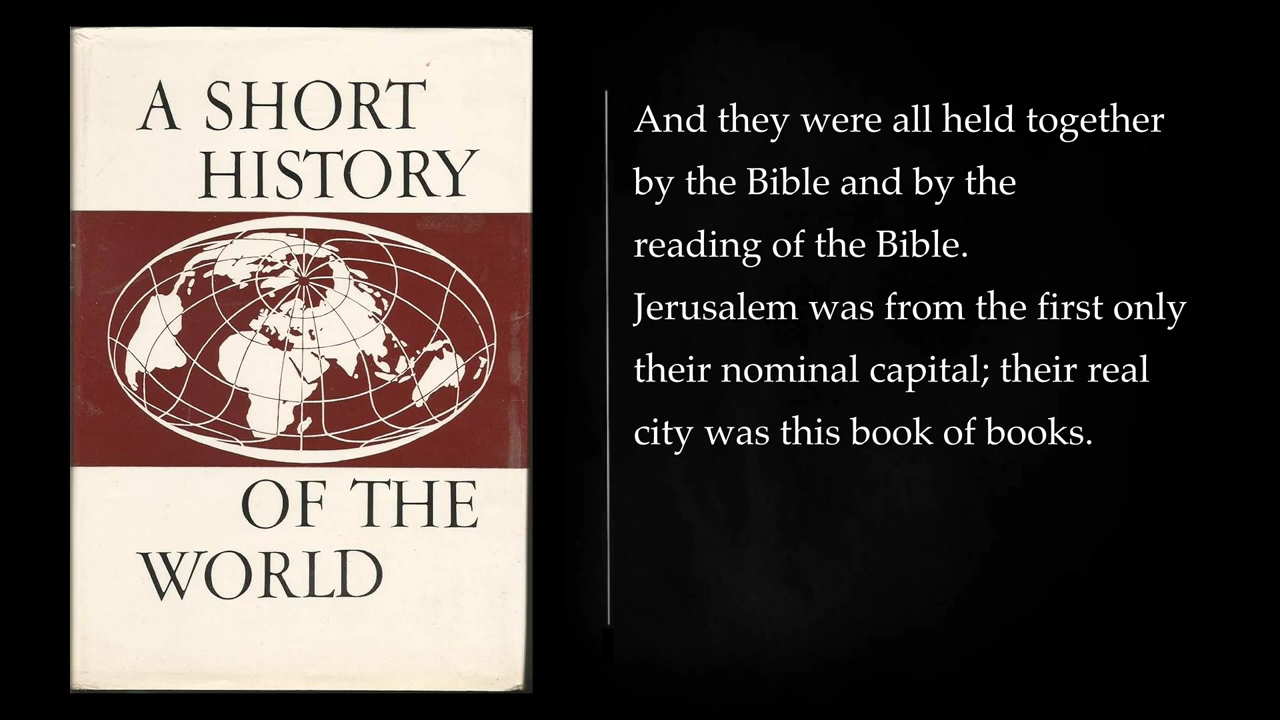 A SHORT
HISTORY
OF THE
WORLD
And they were all held together
by the Bible and by the
reading of the Bible.
Jerusalem was from the first only
their nominal capital; their real
city was this book of books.